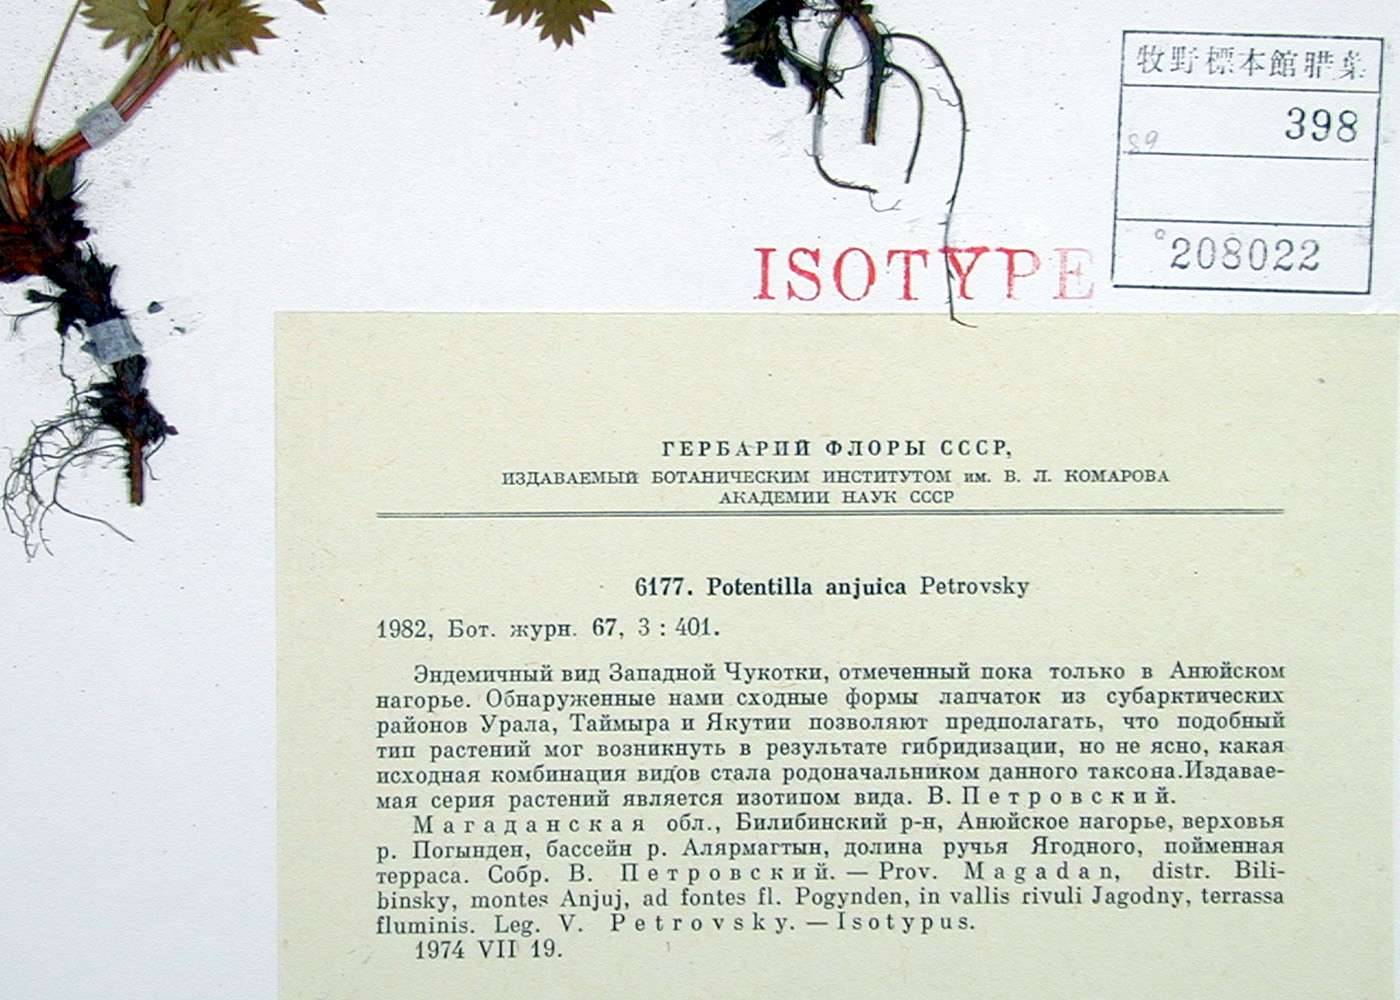 牧野標本館腊葉
398
S9
208022
ISOTYPE
ГЕРБАРИЙ ФЛОРЫ СССР,
ИЗДАВАЕМЫЙ БОТАНИЧЕСКИМ ИНСТИТУТОМ им. В. Л. КОМАРОВА
АКАДЕМИИ НАУК СССР
6177. Potentilla anjuica Petrovsky
1982, Бот. журн. 67, 3 : 401.
Эндемичный вид Западной Чукотки, отмеченный пока только в Анюйском
нагорье. Обнаруженные нами сходные формы лапчаток из субарктических
районов Урала, Таймыра и Якутии позволяют предполагать, что подобный
тип растений мог возникнуть в результате гибридизации, но не ясно, какая
исходная комбинация видов стала родоначальником данного таксона.Издавае-
мая серия растений является изотипом вида. В. Петровский.
Магаданская обл., Билибинский р-н, Анюйское нагорье, верховья
р. Погынден, бассейн р. Алярмагтын, долина ручья Ягодного, пойменная
терраса. Собр. В. Петровский. — Prov. Magadan, distr. Bili-
binsky, montes Anjuj, ad fontes fl. Pogynden, in vallis rivuli Jagodny, terrassa
fluminis. Leg. V. Petrovsky. — Isotypus.
1974 VII 19.